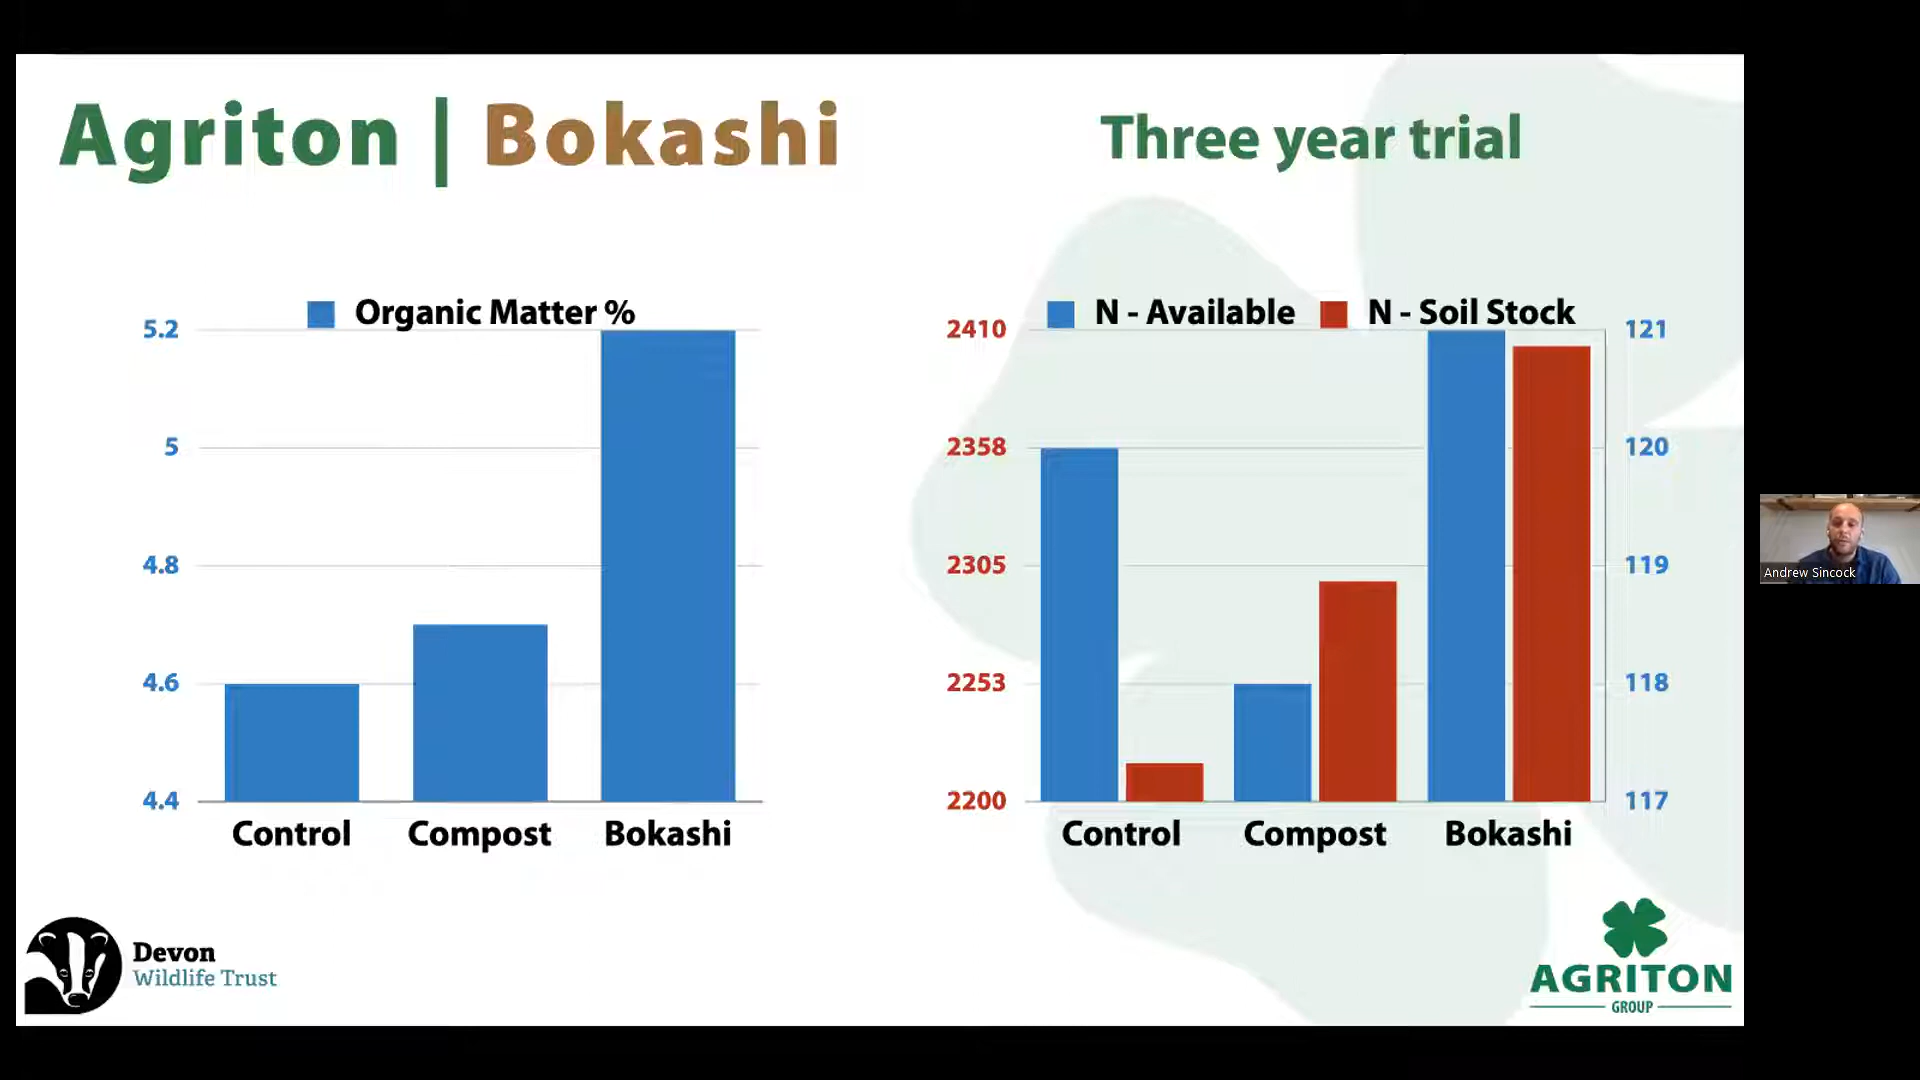 Agriton | Bokashi
Three year trial
Organic Matter %
5.2
5
4.8
4.6
4.4
Control Compost Bokashi
N - Available N - Soil Stock
2410
2358
2305
2253
2200
121
120
119
118
117
Control Compost Bokashi
Andrew Sincock
Devon
Wildlife Trust
AGRITON
GROUP